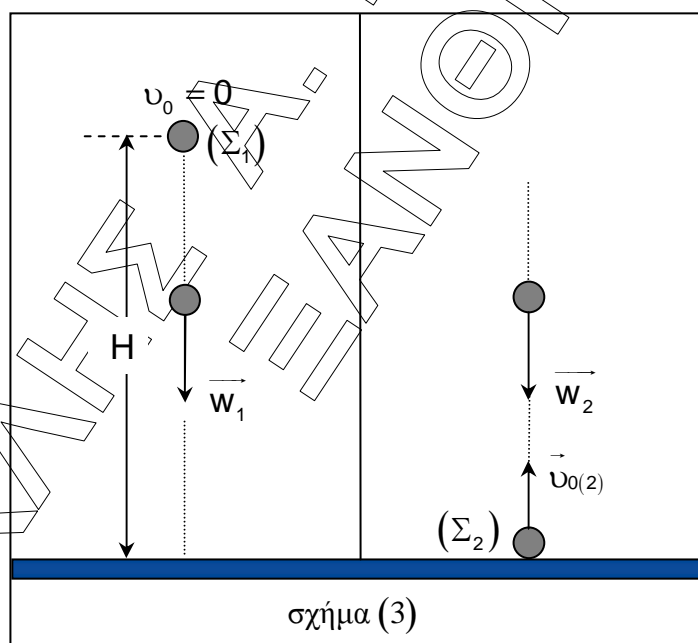 υ₀ = 0
(Σ₁)
H
w₁
w₂
υ₀₍₂₎
(Σ₂)
σχήμα (3)